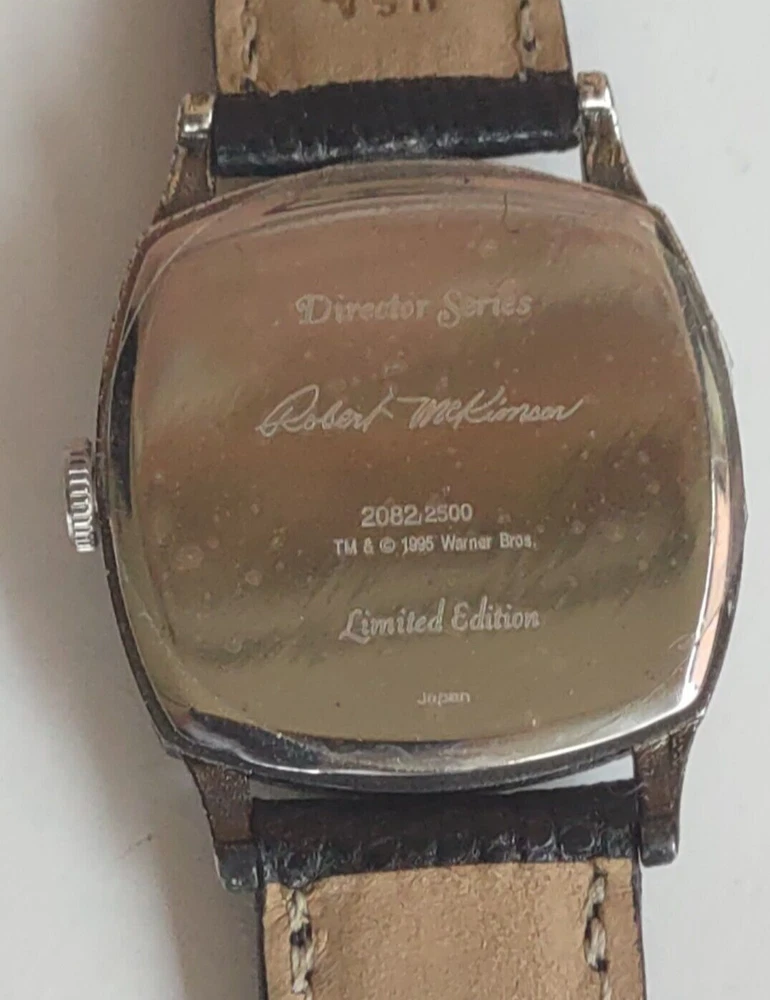 Director Series
Robert McKimson
2082/2500
TM & © 1995 Warner Bros.
Limited Edition
Japan